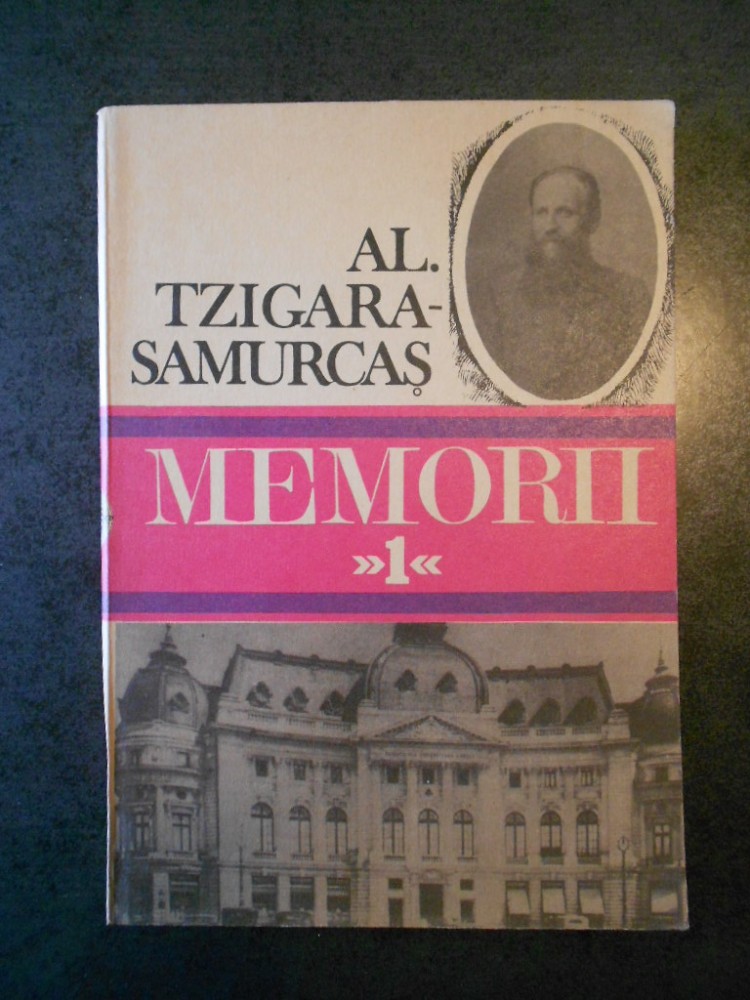 AL.
TZIGARA-
SAMURCAȘ
MEMORII
»1«